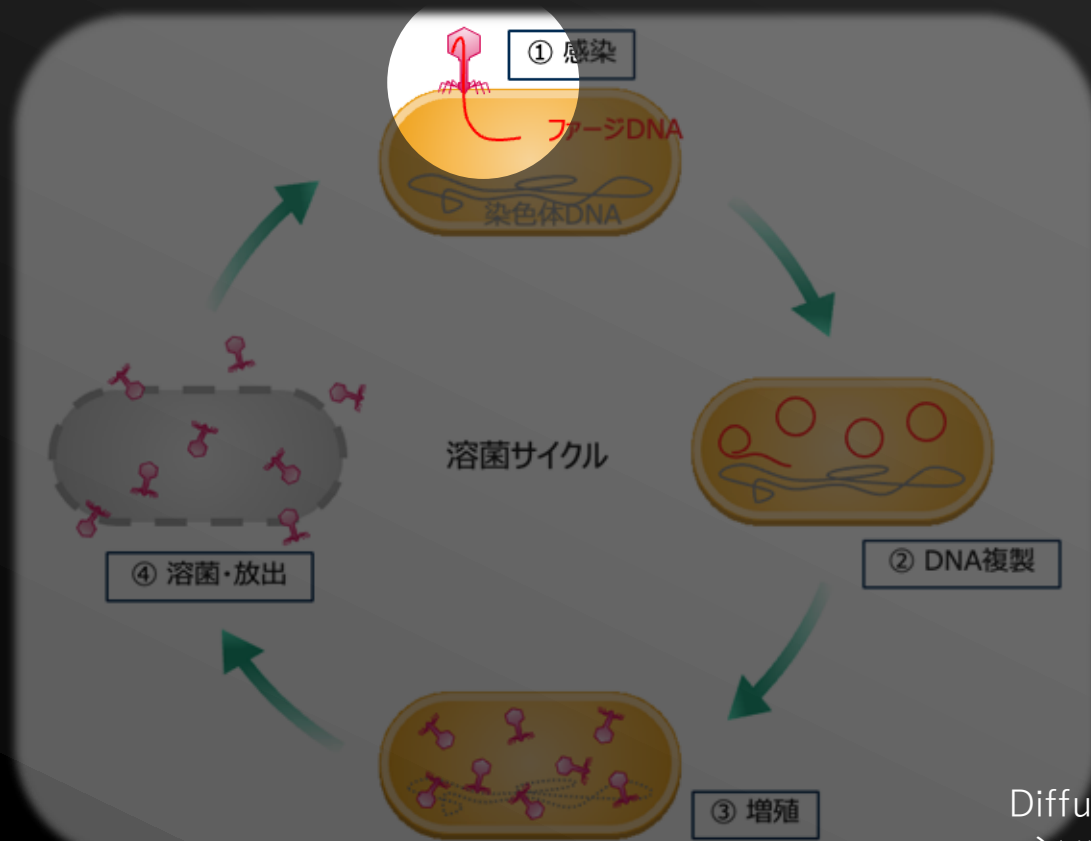 ① 感染
ファージDNA
染色体DNA
溶菌サイクル
④ 溶菌・放出
② DNA複製
③ 増殖
Diffu